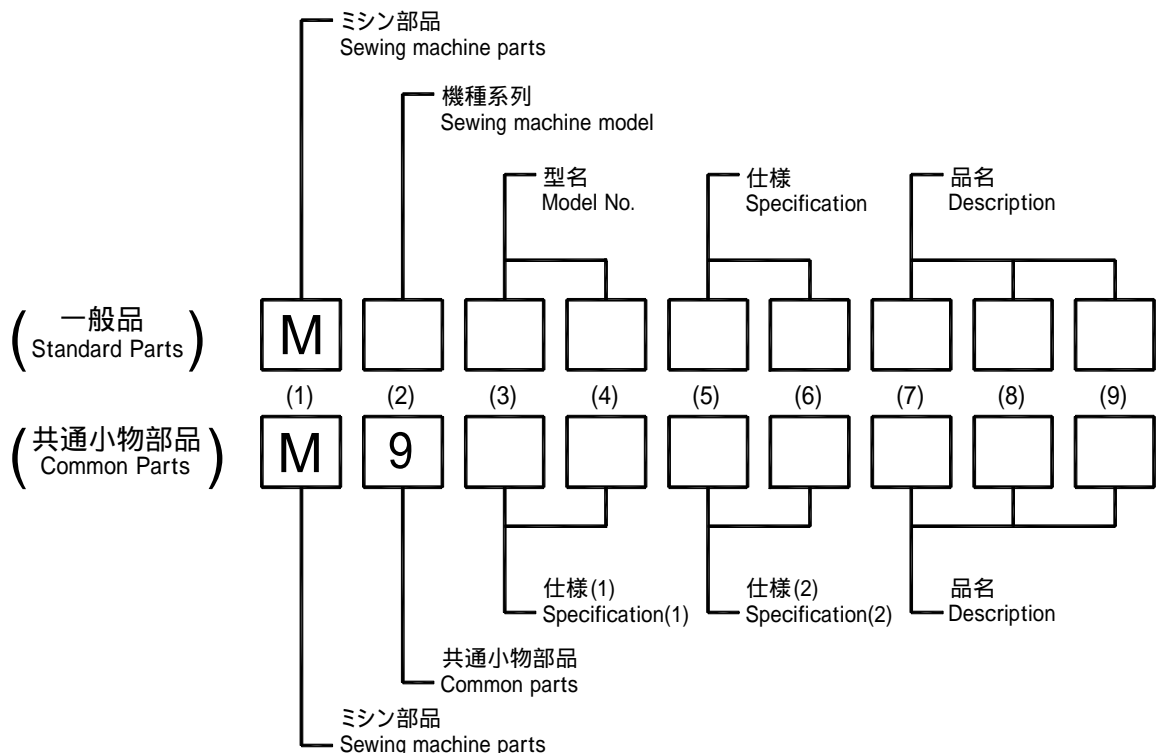 ミシン部品
Sewing machine parts
機種系列
Sewing machine model
型名
Model No.
仕様
Specification
品名
Description
(一般品
Standard Parts)
M
(1) (2) (3) (4) (5) (6) (7) (8) (9)
(共通小物部品
Common Parts)
M 9
仕様(1)
Specification(1)
仕様(2)
Specification(2)
品名
Description
共通小物部品
Common parts
ミシン部品
Sewing machine parts